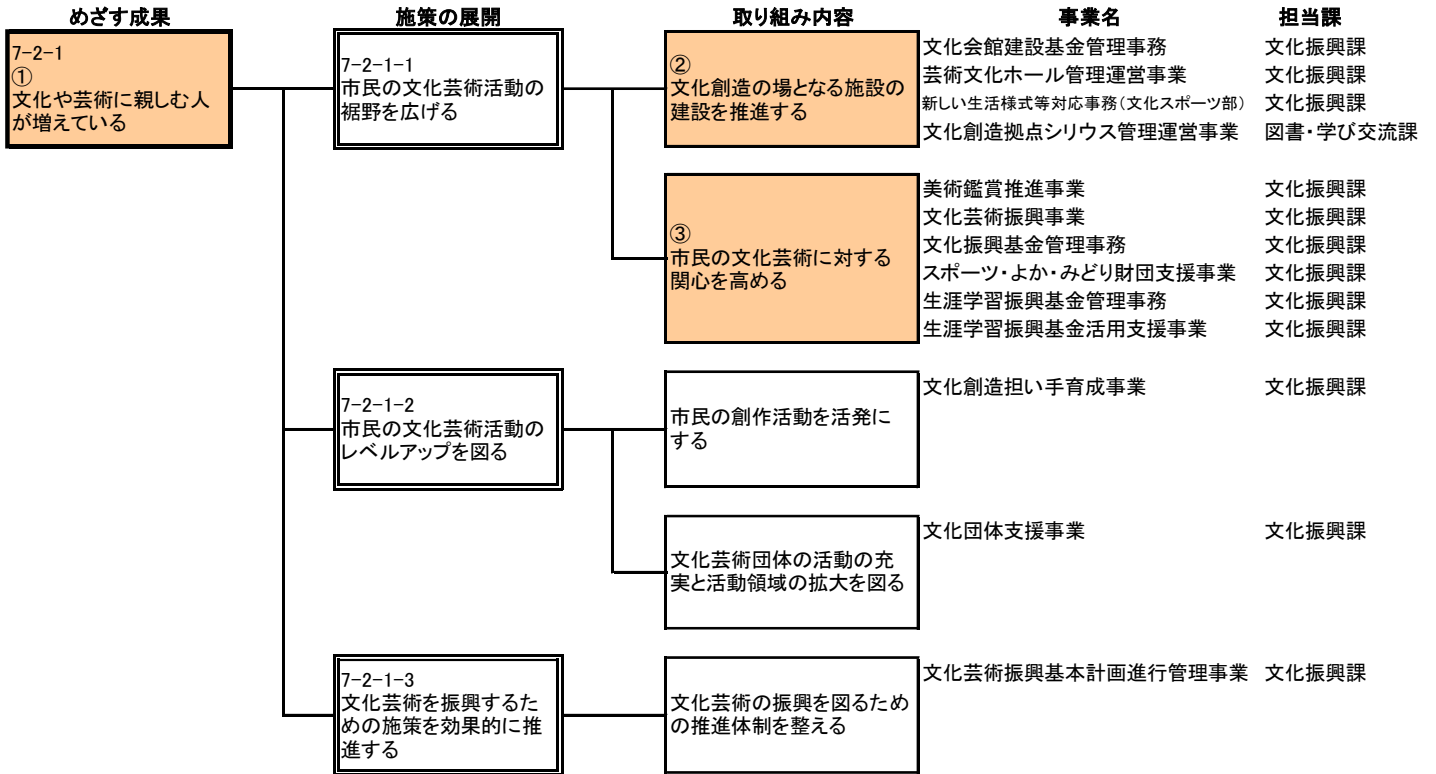 めざす成果
施策の展開
取り組み内容
事業名
担当課
7-2-1
①
文化や芸術に親しむ人
が増えている
7-2-1-1
市民の文化芸術活動の
裾野を広げる
②
文化創造の場となる施設の
建設を推進する
文化会館建設基金管理事務 文化振興課
芸術文化ホール管理運営事業 文化振興課
新しい生活様式等対応事務(文化スポーツ部) 文化振興課
文化創造拠点シリウス管理運営事業 図書・学び交流課
③
市民の文化芸術に対する
関心を高める
美術鑑賞推進事業 文化振興課
文化芸術振興事業 文化振興課
文化振興基金管理事務 文化振興課
スポーツ・よか・みどり財団支援事業 文化振興課
生涯学習振興基金管理事務 文化振興課
生涯学習振興基金活用支援事業 文化振興課
7-2-1-2
市民の文化芸術活動の
レベルアップを図る
市民の創作活動を活発に
する
文化創造担い手育成事業 文化振興課
文化芸術団体の活動の充
実と活動領域の拡大を図る
文化団体支援事業 文化振興課
7-2-1-3
文化芸術を振興するた
めの施策を効果的に推
進する
文化芸術の振興を図るため
の推進体制を整える
文化芸術振興基本計画進行管理事業 文化振興課